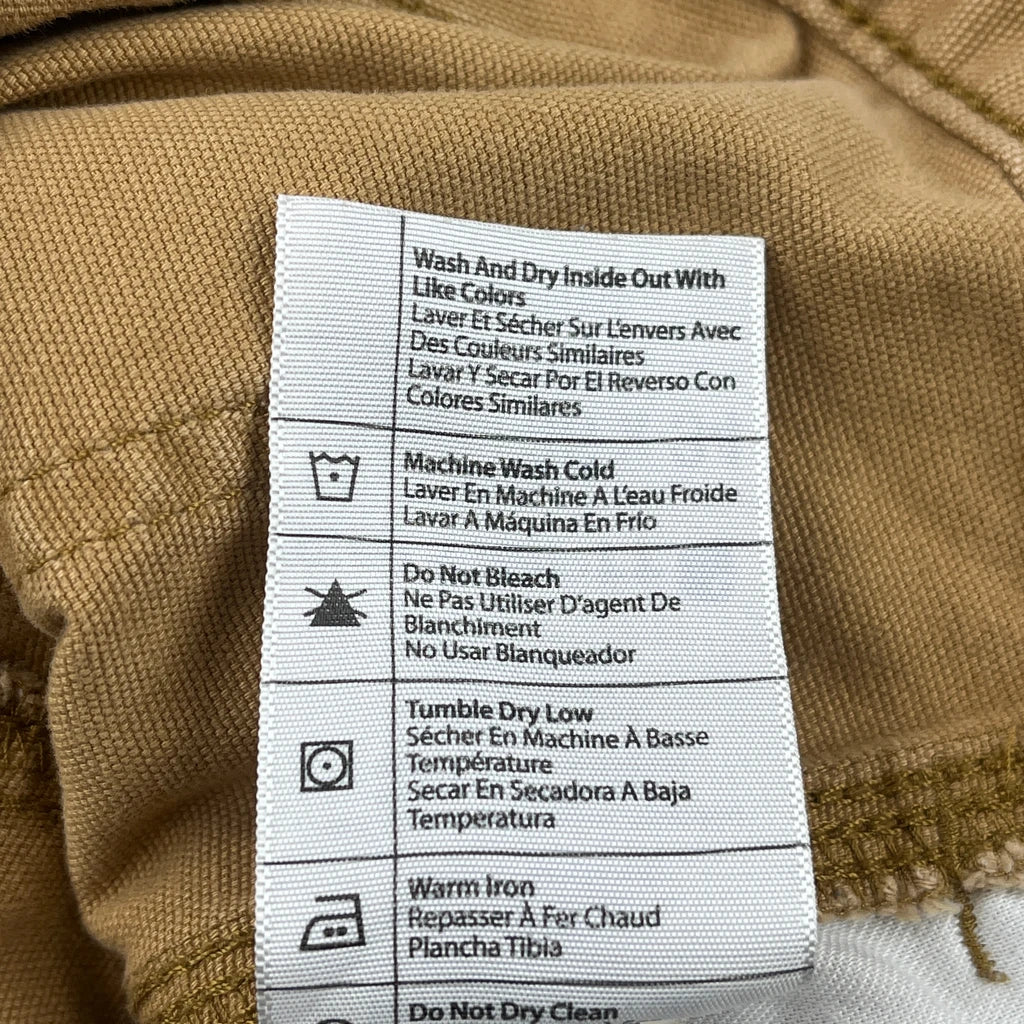 Wash And Dry Inside Out With
Like Colors
Laver Et Sécher Sur L'envers Avec
Des Couleurs Similaires
Lavar Y Secar Por El Reverso Con
Colores Similares
Machine Wash Cold
Laver En Machine À L'eau Froide
Lavar A Máquina En Frío
Do Not Bleach
Ne Pas Utiliser D'agent De
Blanchiment
No Usar Blanqueador
Tumble Dry Low
Sécher En Machine À Basse
Température
Secar En Secadora A Baja
Temperatura
Warm Iron
Repasser À Fer Chaud
Plancha Tibia
Do Not Dry Clean